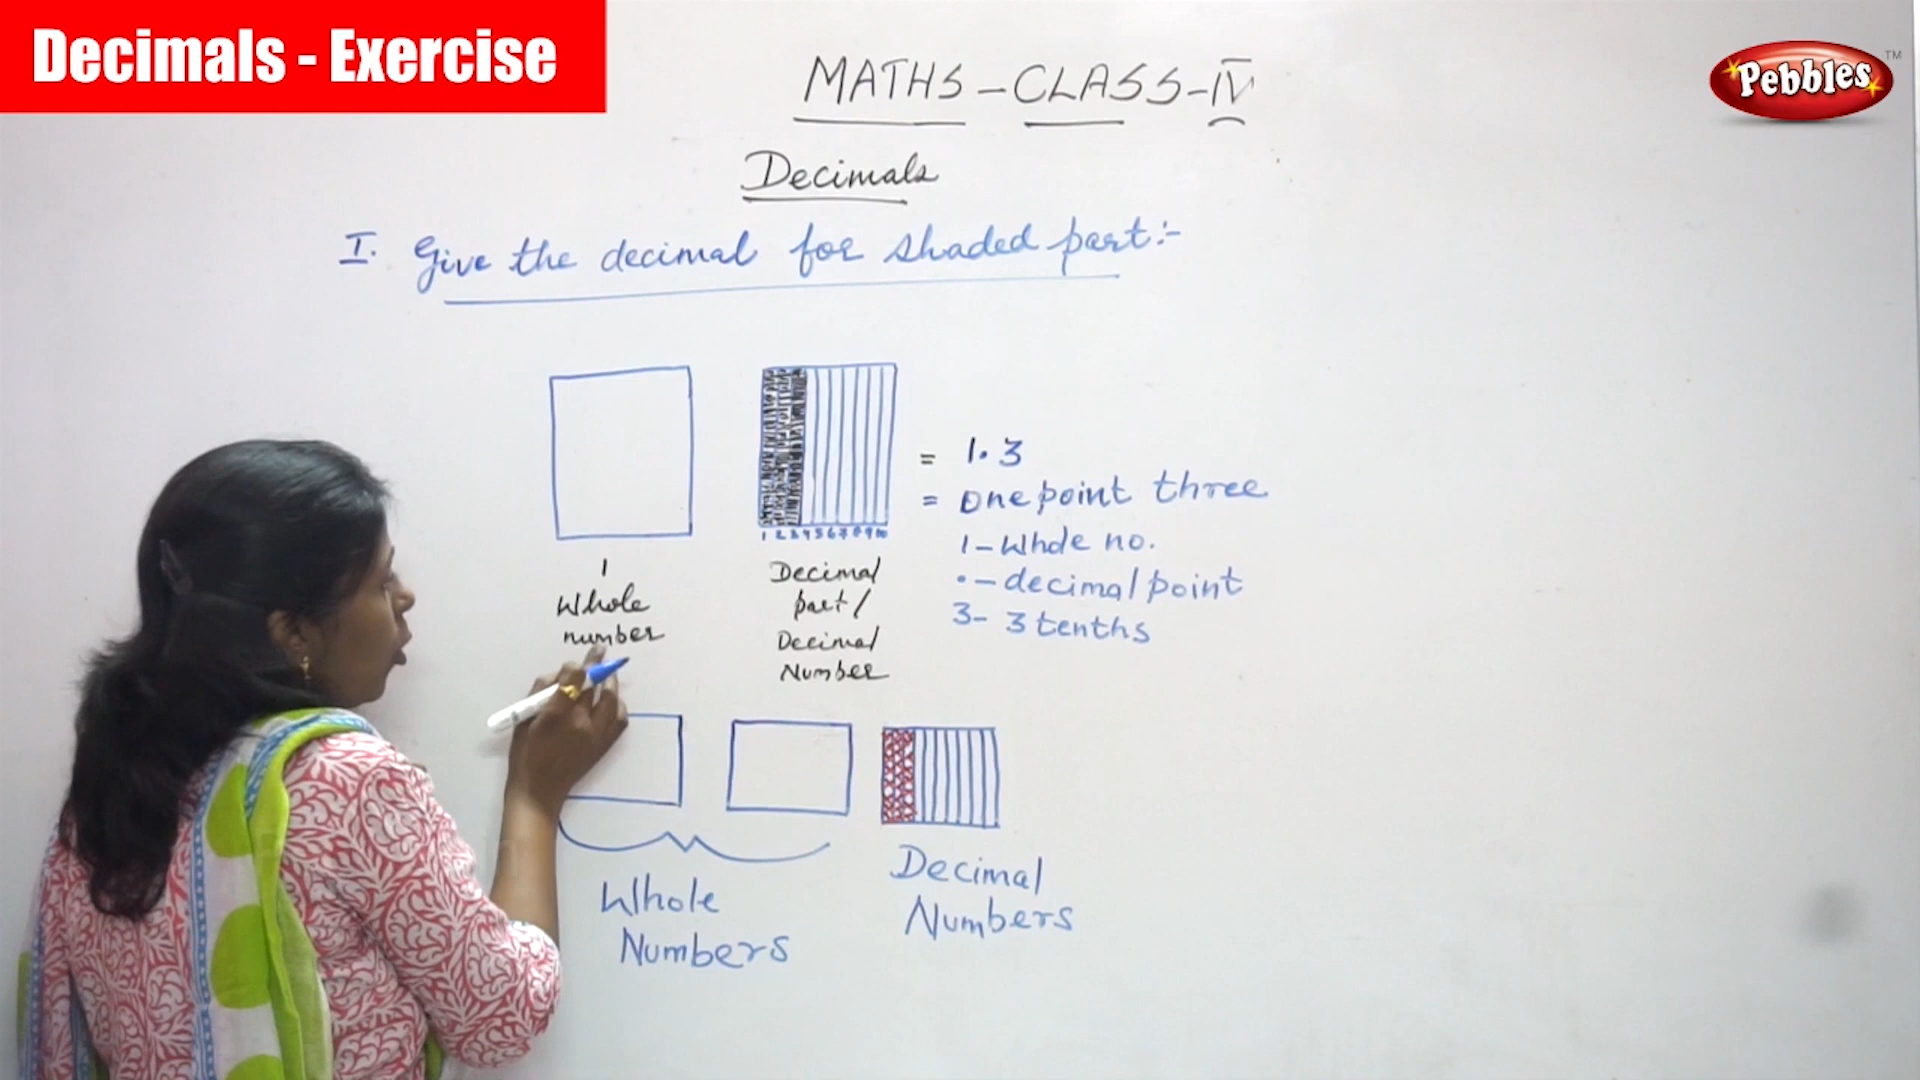 Decimals - Exercise
MATHS - CLASS - IV
Pebbles TM
Decimals
I. Give the decimal for shaded part:-
= 1.3
= One point three
1 - Whole no.
. - decimal point
3 - 3 tenths
1 2 3 4 5 6 7 8 9 10
1
Whole
number
Decimal
part/
Decimal
Number
Whole
Numbers
Decimal
Numbers